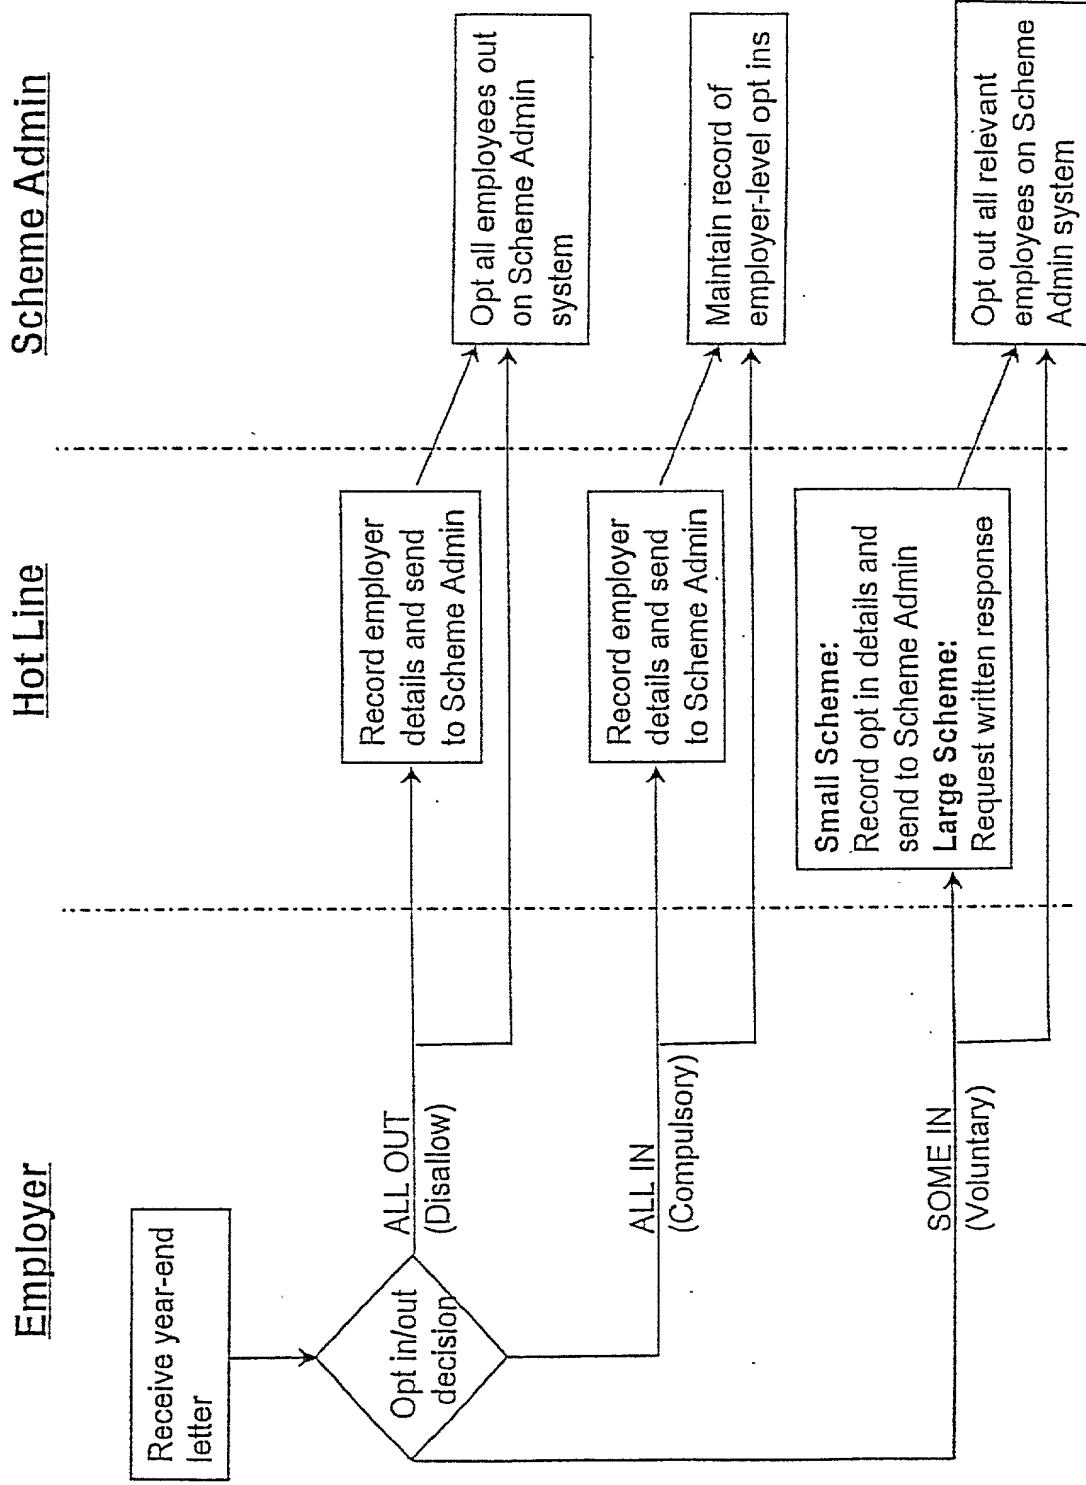 Employer
Hot Line
Scheme Admin
Receive year-end
letter
Opt in/out
decision
ALL OUT
(Disallow)
Record employer
details and send
to Scheme Admin
Opt all employees out
on Scheme Admin
system
ALL IN
(Compulsory)
Record employer
details and send
to Scheme Admin
Maintain record of
employer-level opt ins
SOME IN
(Voluntary)
Small Scheme:
Record opt in details and
send to Scheme Admin
Large Scheme:
Request written response
Opt out all relevant
employees on Scheme
Admin system